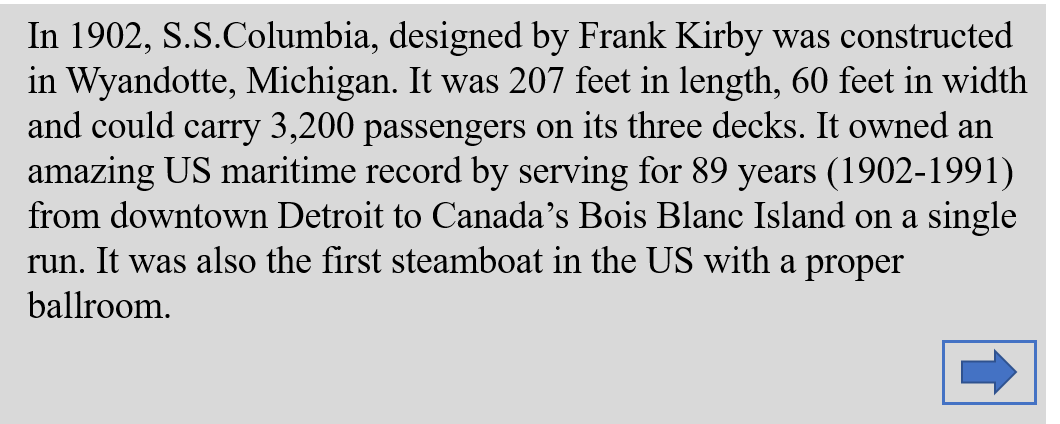 In 1902, S.S.Columbia, designed by Frank Kirby was constructed
in Wyandotte, Michigan. It was 207 feet in length, 60 feet in width
and could carry 3,200 passengers on its three decks. It owned an
amazing US maritime record by serving for 89 years (1902-1991)
from downtown Detroit to Canada’s Bois Blanc Island on a single
run. It was also the first steamboat in the US with a proper
ballroom.